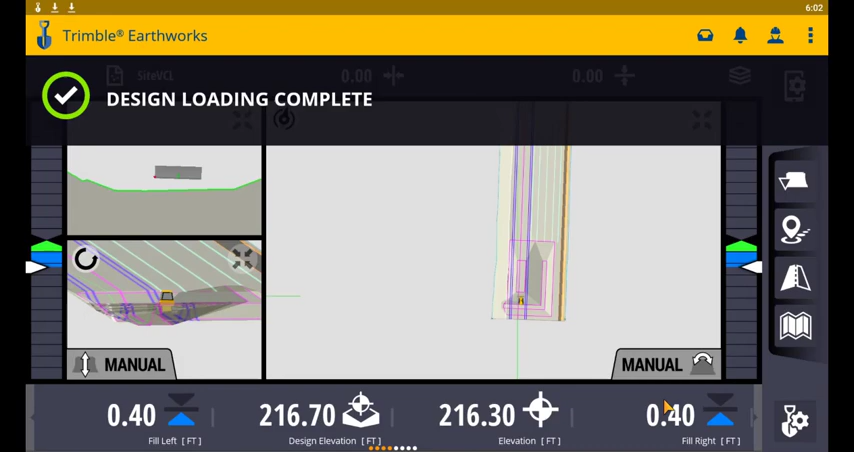 6:02
Trimble® Earthworks
SiteVCL
0.00
0.00
DESIGN LOADING COMPLETE
MANUAL
MANUAL
0.40
216.70
216.30
0.40
Fill Left [ FT ]
Design Elevation [ FT ]
Elevation [ FT ]
Fill Right [ FT ]